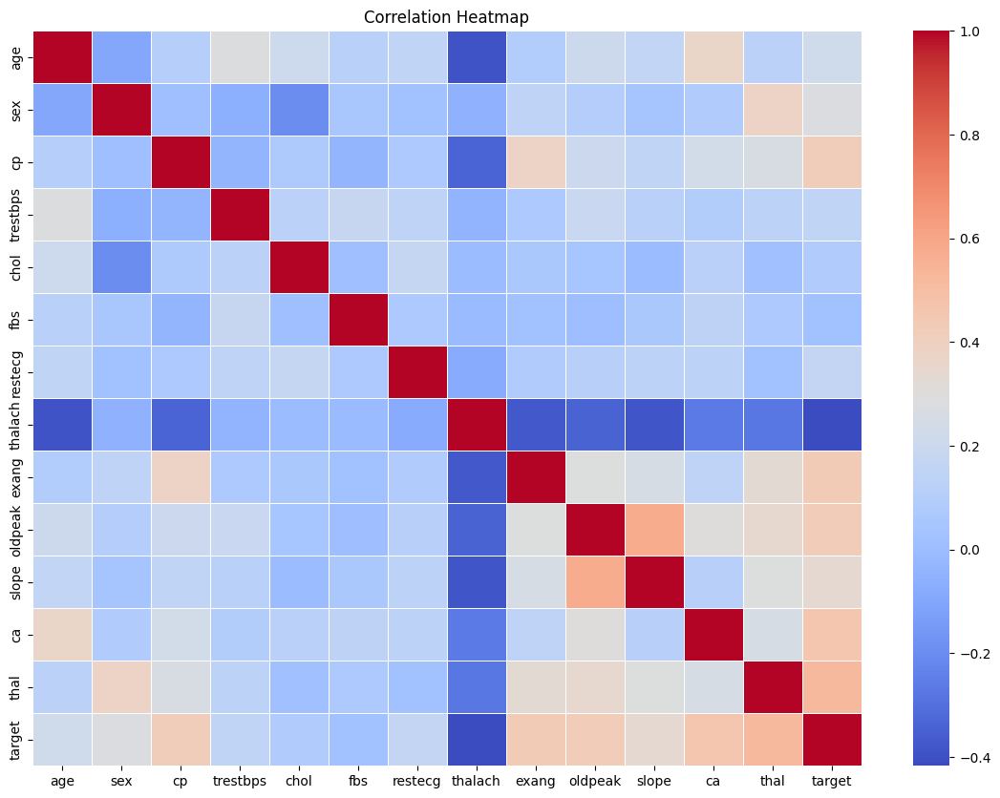 Correlation Heatmap
age
sex
cp
trestbps
chol
fbs
restecg
thalach
exang
oldpeak
slope
ca
thal
target
age sex cp trestbps chol fbs restecg thalach exang oldpeak slope ca thal target
1.0
0.8
0.6
0.4
0.2
0.0
−0.2
−0.4